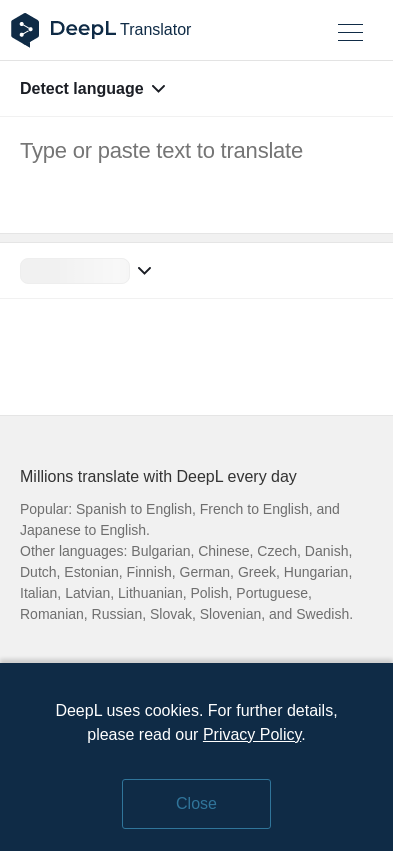 DeepL Translator
Detect language
Type or paste text to translate
Millions translate with DeepL every day
Popular: Spanish to English, French to English, and
Japanese to English.
Other languages: Bulgarian, Chinese, Czech, Danish,
Dutch, Estonian, Finnish, German, Greek, Hungarian,
Italian, Latvian, Lithuanian, Polish, Portuguese,
Romanian, Russian, Slovak, Slovenian, and Swedish.
DeepL uses cookies. For further details,
please read our Privacy Policy.
Close